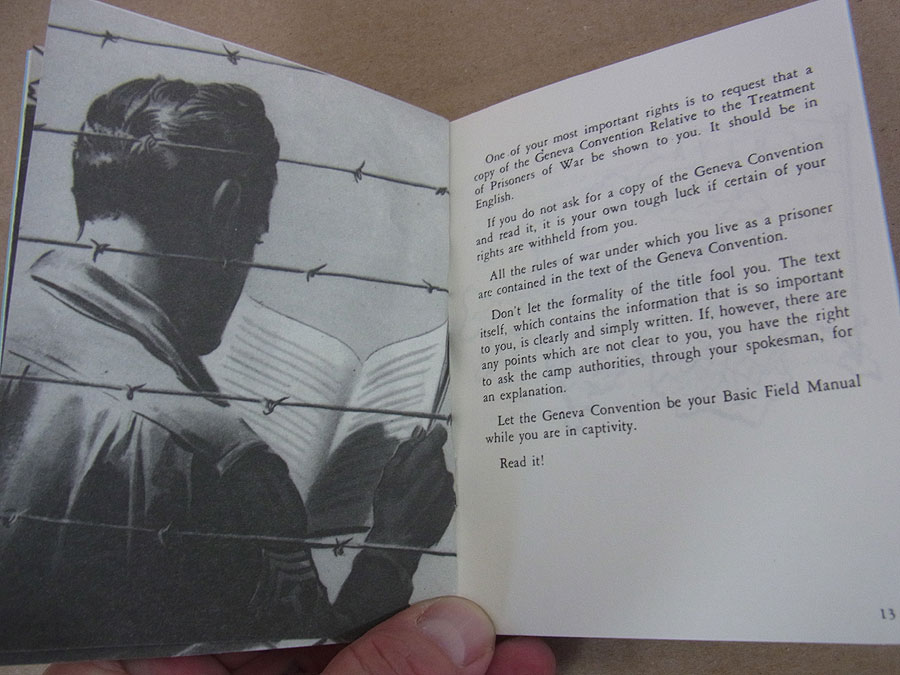 One of your most important rights is to request that a
copy of the Geneva Convention Relative to the Treatment
of Prisoners of War be shown to you. It should be in
English.
If you do not ask for a copy of the Geneva Convention
and read it, it is your own tough luck if certain of your
rights are withheld from you.
All the rules of war under which you live as a prisoner
are contained in the text of the Geneva Convention.
Don't let the formality of the title fool you. The text
itself, which contains the information that is so important
to you, is clearly and simply written. If, however, there are
any points which are not clear to you, you have the right
to ask the camp authorities, through your spokesman, for
an explanation.
Let the Geneva Convention be your Basic Field Manual
while you are in captivity.
Read it!
13